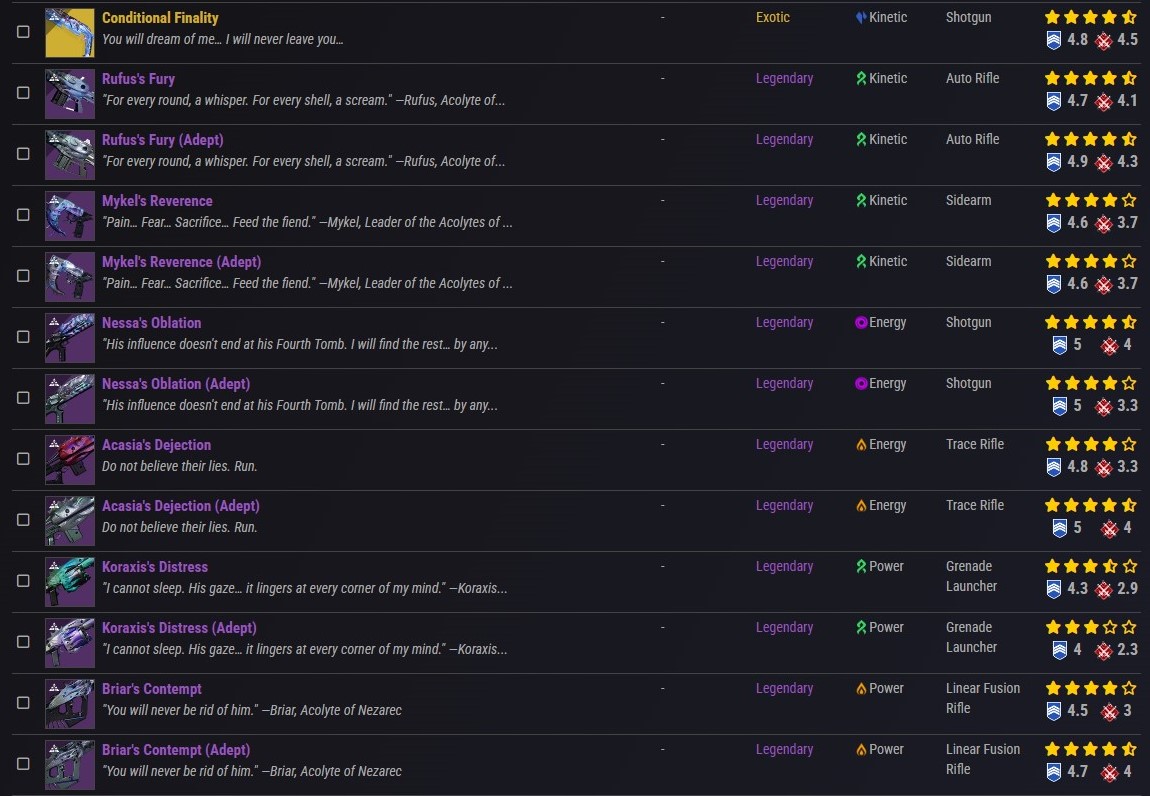 Conditional Finality - Exotic Kinetic Shotgun
You will dream of me… I will never leave you…
4.8 4.5
Rufus's Fury - Legendary Kinetic Auto Rifle
"For every round, a whisper. For every shell, a scream." —Rufus, Acolyte of...
4.7 4.1
Rufus's Fury (Adept) - Legendary Kinetic Auto Rifle
"For every round, a whisper. For every shell, a scream." —Rufus, Acolyte of...
4.9 4.3
Mykel's Reverence - Legendary Kinetic Sidearm
"Pain… Fear… Sacrifice… Feed the fiend." —Mykel, Leader of the Acolytes of ...
4.6 3.7
Mykel's Reverence (Adept) - Legendary Kinetic Sidearm
"Pain… Fear… Sacrifice… Feed the fiend." —Mykel, Leader of the Acolytes of ...
4.6 3.7
Nessa's Oblation - Legendary Energy Shotgun
"His influence doesn't end at his Fourth Tomb. I will find the rest… by any...
5 4
Nessa's Oblation (Adept) - Legendary Energy Shotgun
"His influence doesn't end at his Fourth Tomb. I will find the rest… by any...
5 3.3
Acasia's Dejection - Legendary Energy Trace Rifle
Do not believe their lies. Run.
4.8 3.3
Acasia's Dejection (Adept) - Legendary Energy Trace Rifle
Do not believe their lies. Run.
5 4
Koraxis's Distress - Legendary Power Grenade
Launcher
"I cannot sleep. His gaze… it lingers at every corner of my mind." —Koraxis...
4.3 2.9
Koraxis's Distress (Adept) - Legendary Power Grenade
Launcher
"I cannot sleep. His gaze… it lingers at every corner of my mind." —Koraxis...
4 2.3
Briar's Contempt - Legendary Power Linear Fusion
Rifle
"You will never be rid of him." —Briar, Acolyte of Nezarec
4.5 3
Briar's Contempt (Adept) - Legendary Power Linear Fusion
Rifle
"You will never be rid of him." —Briar, Acolyte of Nezarec
4.7 4